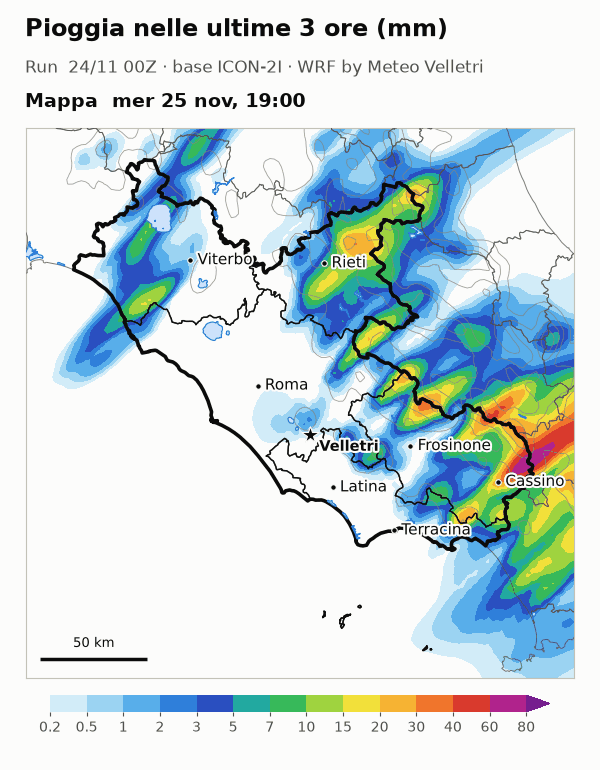 Pioggia nelle ultime 3 ore (mm)
Run 24/11 00Z · base ICON-2I · WRF by Meteo Velletri
Mappa mer 25 nov, 19:00
Viterbo
Rieti
Roma
Velletri
Frosinone
Latina
Cassino
Terracina
50 km
0.2 0.5 1 2 3 5 7 10 15 20 30 40 60 80